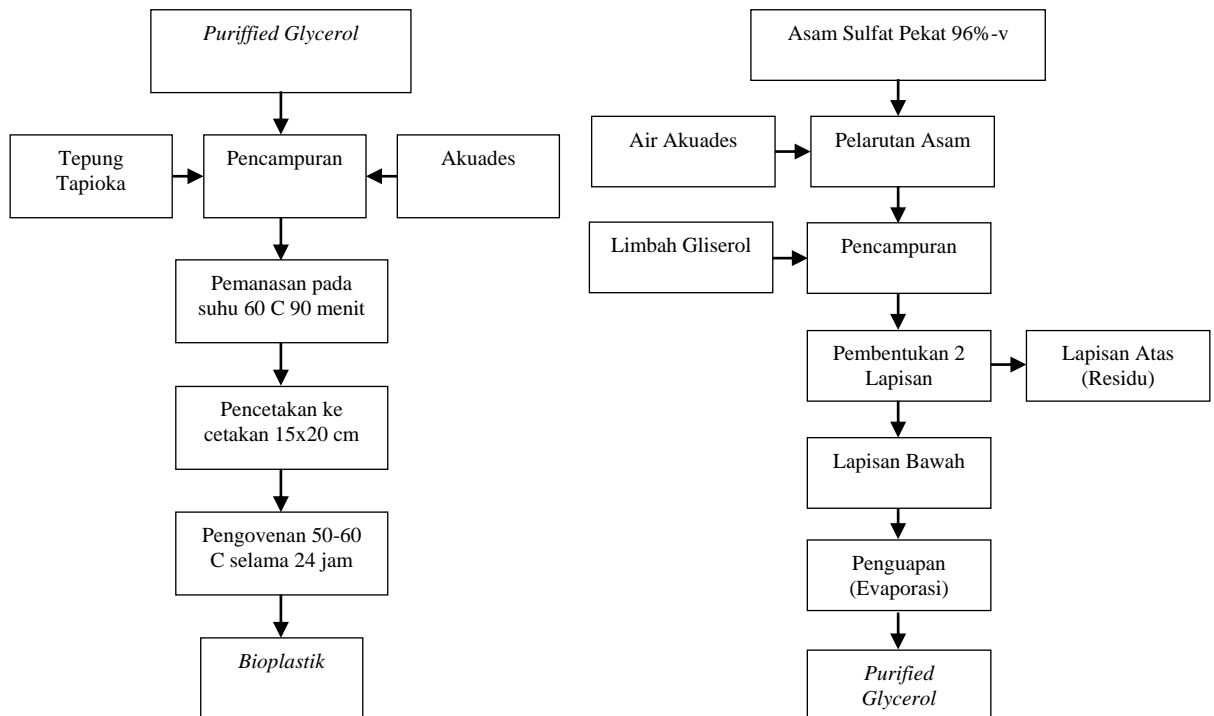 Puriffied Glycerol
Tepung
Tapioka
Pencampuran
Akuades
Pemanasan pada
suhu 60 C 90 menit
Pencetakan ke
cetakan 15x20 cm
Pengovenan 50-60
C selama 24 jam
Bioplastik
Asam Sulfat Pekat 96%-v
Air Akuades
Pelarutan Asam
Limbah Gliserol
Pencampuran
Pembentukan 2
Lapisan
Lapisan Atas
(Residu)
Lapisan Bawah
Penguapan
(Evaporasi)
Purified
Glycerol